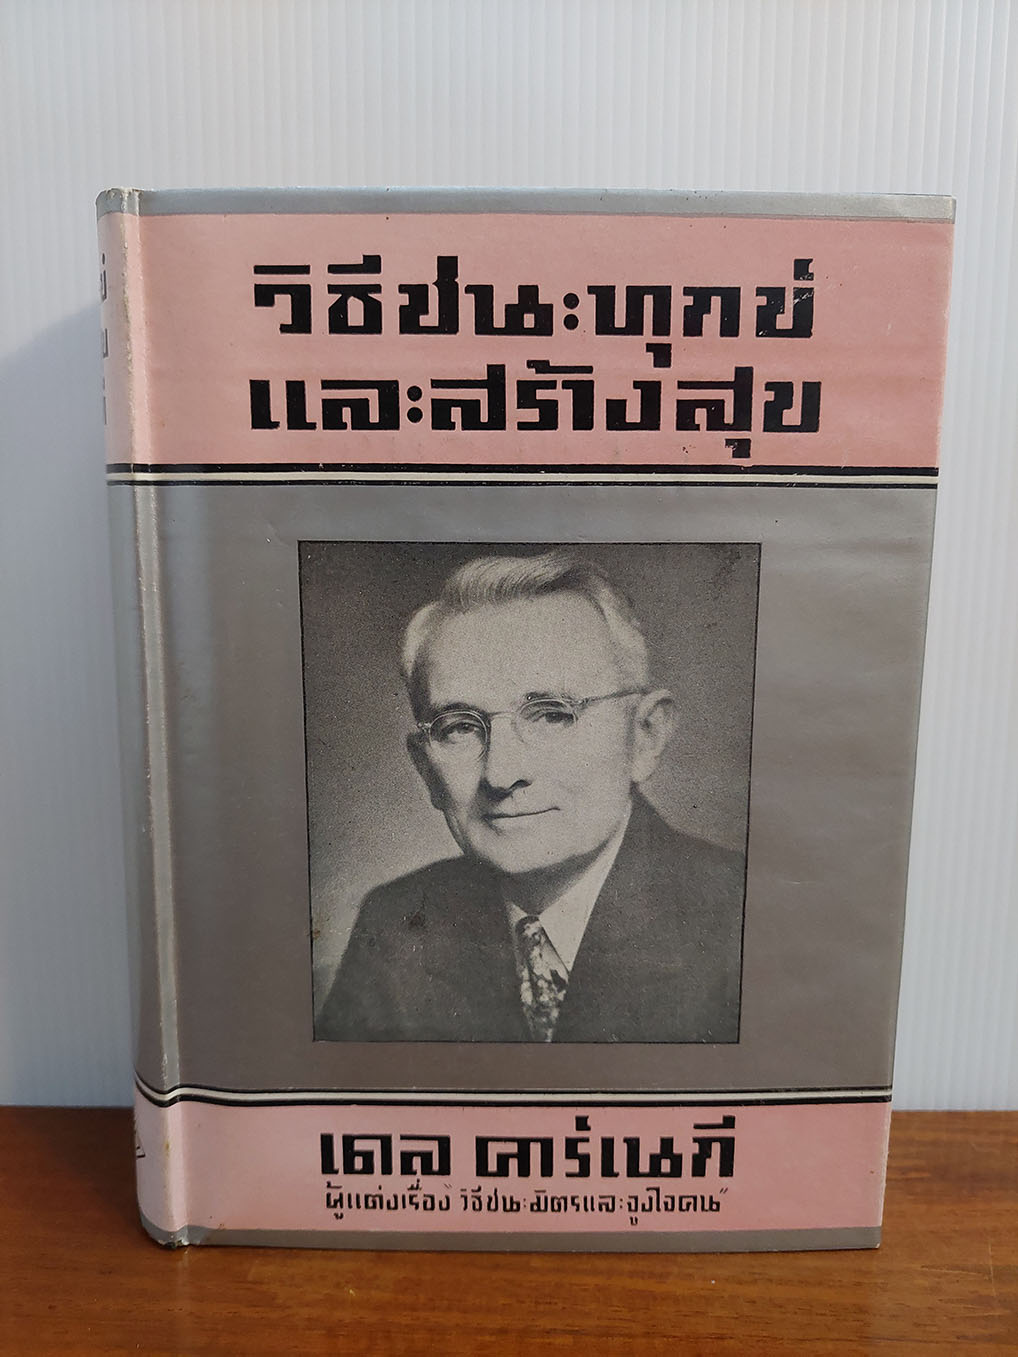 วิธีชนะทุกข์
และสร้างสุข
เดล คาร์เนกี
ผู้แต่งเรื่อง "วิธีชนะมิตรและจูงใจคน"